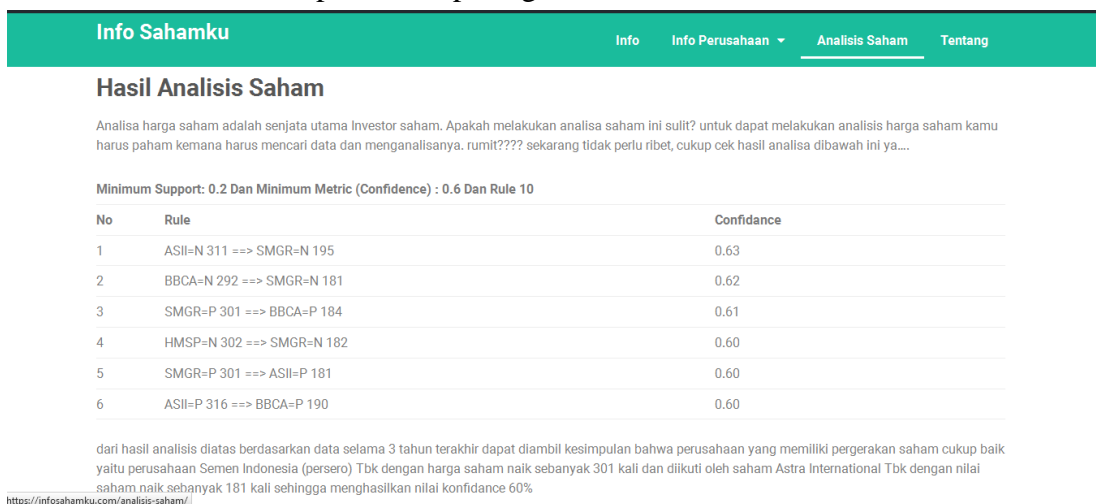 Info Sahamku
Info Info Perusahaan Analisis Saham Tentang
Hasil Analisis Saham
Analisa harga saham adalah senjata utama Investor saham. Apakah melakukan analisa saham ini sulit? untuk dapat melakukan analisis harga saham kamu
harus paham kemana harus mencari data dan menganalisanya. rumit???? sekarang tidak perlu ribet, cukup cek hasil analisa dibawah ini ya....
Minimum Support: 0.2 Dan Minimum Metric (Confidence) : 0.6 Dan Rule 10
No Rule Confidance
1 ASII=N 311 ==> SMGR=N 195 0.63
2 BBCA=N 292 ==> SMGR=N 181 0.62
3 SMGR=P 301 ==> BBCA=P 184 0.61
4 HMSP=N 302 ==> SMGR=N 182 0.60
5 SMGR=P 301 ==> ASII=P 181 0.60
6 ASII=P 316 ==> BBCA=P 190 0.60
dari hasil analisis diatas berdasarkan data selama 3 tahun terakhir dapat diambil kesimpulan bahwa perusahaan yang memiliki pergerakan saham cukup baik
yaitu perusahaan Semen Indonesia (persero) Tbk dengan harga saham naik sebanyak 301 kali dan diikuti oleh saham Astra International Tbk dengan nilai
saham naik sebanyak 181 kali sehingga menghasilkan nilai konfidance 60%
https://infosahamku.com/analisis-saham/